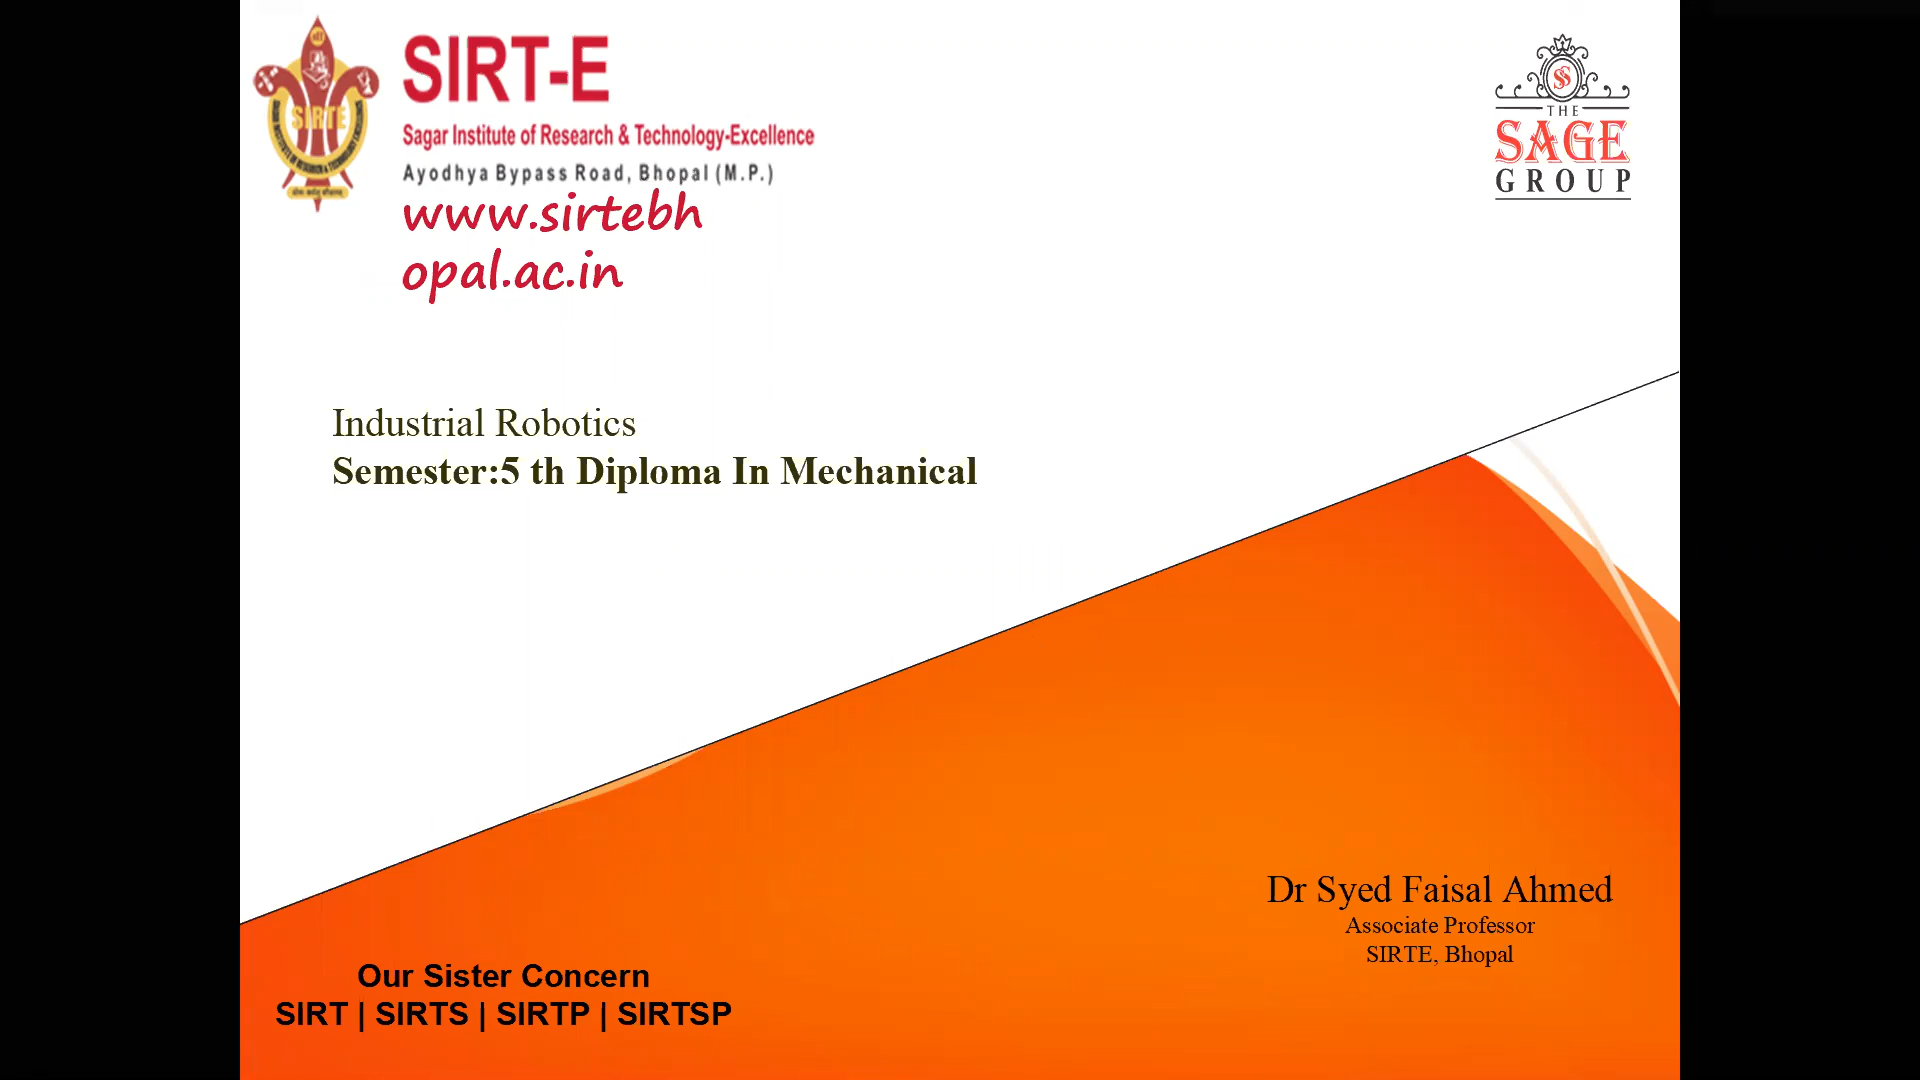 SIRTE
SIRT-E
Sagar Institute of Research & Technology-Excellence
Ayodhya Bypass Road, Bhopal (M.P.)
www.sirtebh
opal.ac.in
THE
SAGE
GROUP
Industrial Robotics
Semester:5 th Diploma In Mechanical
Dr Syed Faisal Ahmed
Associate Professor
SIRTE, Bhopal
Our Sister Concern
SIRT | SIRTS | SIRTP | SIRTSP